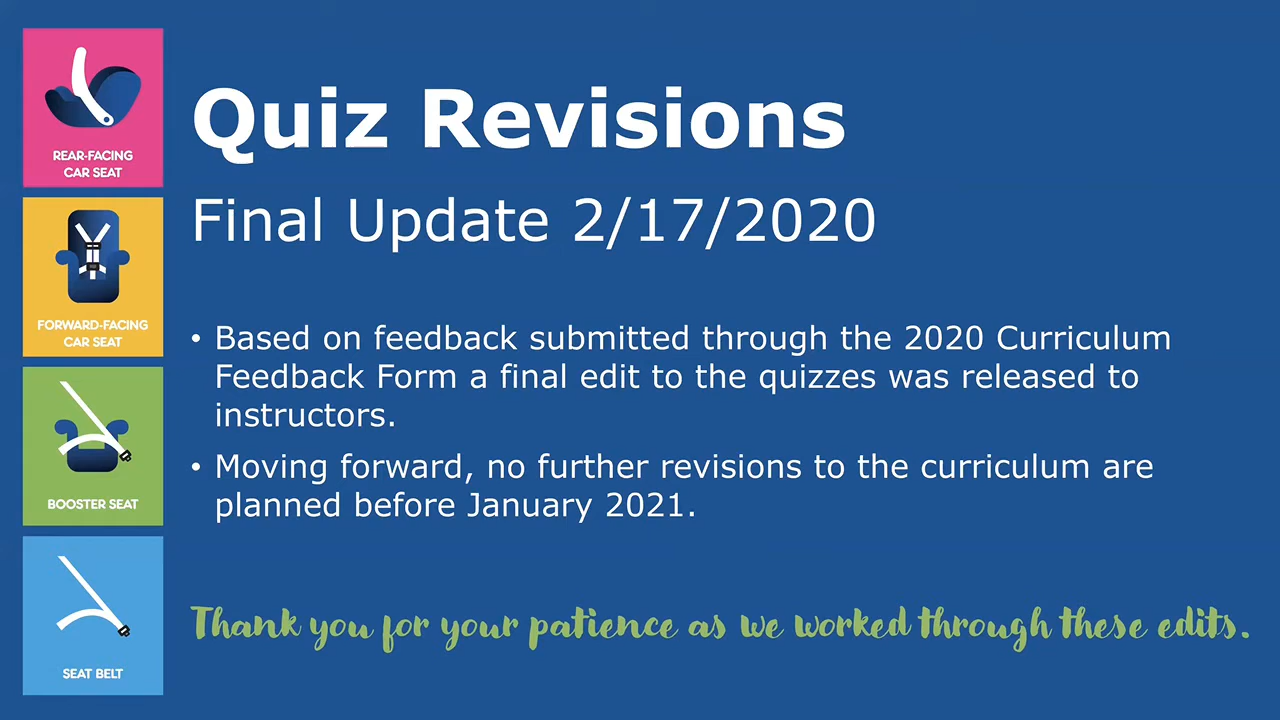 REAR-FACING
CAR SEAT
FORWARD-FACING
CAR SEAT
BOOSTER SEAT
SEAT BELT
Quiz Revisions
Final Update 2/17/2020
• Based on feedback submitted through the 2020 Curriculum
Feedback Form a final edit to the quizzes was released to
instructors.
• Moving forward, no further revisions to the curriculum are
planned before January 2021.
Thank you for your patience as we worked through these edits.